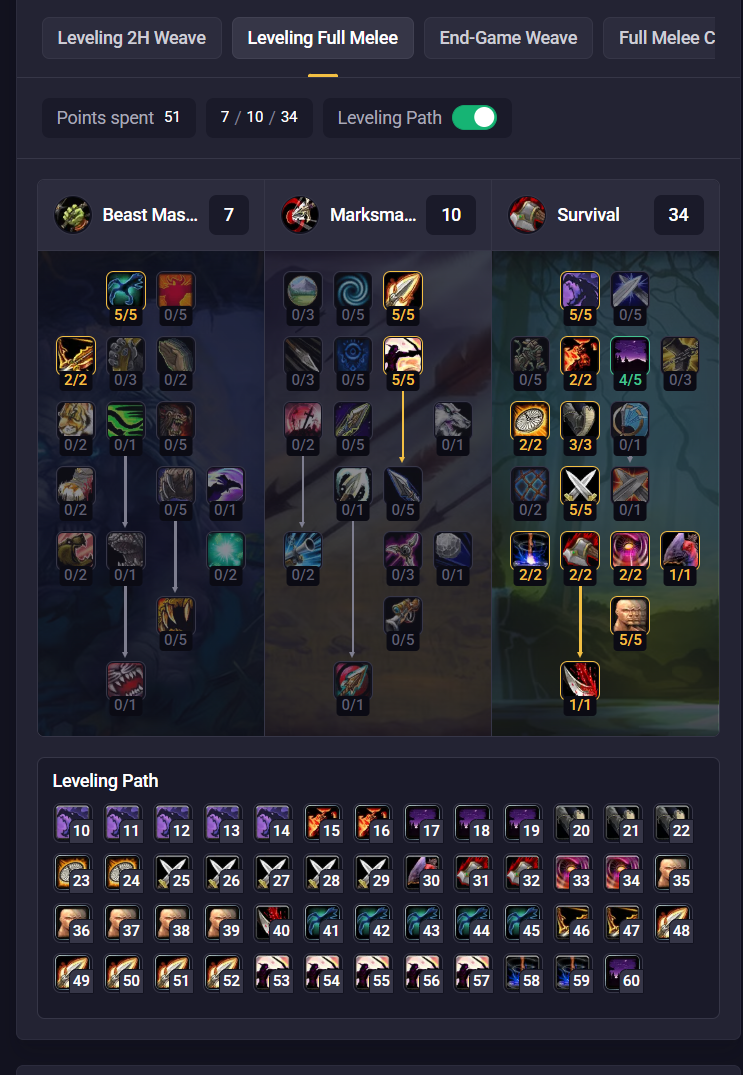 Leveling 2H Weave Leveling Full Melee End-Game Weave Full Melee C
Points spent 51 7 / 10 / 34 Leveling Path
Beast Mas... 7 Marksma... 10 Survival 34
5/5 0/5 0/3 0/5 5/5 5/5 0/5
2/2 0/3 0/2 0/3 0/5 5/5 0/5 2/2 4/5 0/3
0/2 0/1 0/5 0/2 0/5 0/1 2/2 3/3 0/1
0/2 0/5 0/1 0/1 0/5 0/2 5/5 0/1
0/2 0/1 0/2 0/2 0/3 0/1 2/2 2/2 2/2 1/1
0/5 0/5 5/5
0/1 0/1 1/1
Leveling Path
10 11 12 13 14 15 16 17 18 19 20 21 22
23 24 25 26 27 28 29 30 31 32 33 34 35
36 37 38 39 40 41 42 43 44 45 46 47 48
49 50 51 52 53 54 55 56 57 58 59 60